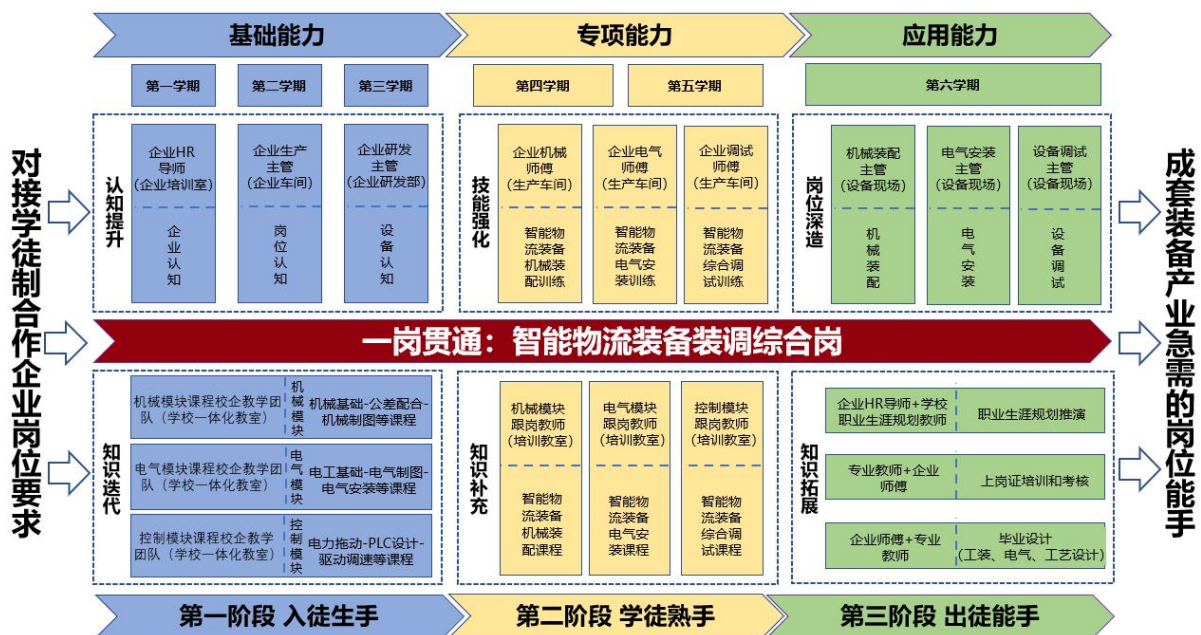 基础能力
专项能力
应用能力
第一学期
第二学期
第三学期
第四学期
第五学期
第六学期
对接学徒制合作企业岗位要求
认知提升
企业HR
导师
(企业培训室)
企业认知
企业生产
主管
(企业车间)
岗位认知
企业研发
主管
(企业研发部)
设备认知
技能强化
企业机械
师傅
(生产车间)
智能物
流装备
机械装
配训练
企业电气
师傅
(生产车间)
智能物
流装备
电气安
装训练
企业调试
师傅
(生产车间)
智能物
流装备
综合调
试训练
岗位深造
机械装配
主管
(设备现场)
机械装配
电气安装
主管
(设备现场)
电气安装
设备调试
主管
(设备现场)
设备调试
成套装备产业急需的岗位能手
一岗贯通：智能物流装备装调综合岗
知识迭代
机械模块课程校企教学团
队（学校一体化教室）
机械模块
机械基础-公差配合-
机械制图等课程
电气模块课程校企教学团
队（学校一体化教室）
电气模块
电工基础-电气制图-
电气安装等课程
控制模块课程校企教学
团队（学校一体化教室）
控制模块
电力拖动-PLC设计-
驱动调速等课程
知识补充
机械模块
跟岗教师
(培训教室)
智能物
流装备
机械装
配课程
电气模块
跟岗教师
(培训教室)
智能物
流装备
电气安
装课程
控制模块
跟岗教师
(培训教室)
智能物
流装备
综合调
试课程
知识拓展
企业HR导师+学校
职业生涯规划教师
职业生涯规划推演
专业教师+企业
师傅
上岗证培训和考核
企业师傅+专业
教师
毕业设计
(工装、电气、工艺设计)
第一阶段 入徒生手
第二阶段 学徒熟手
第三阶段 出徒能手